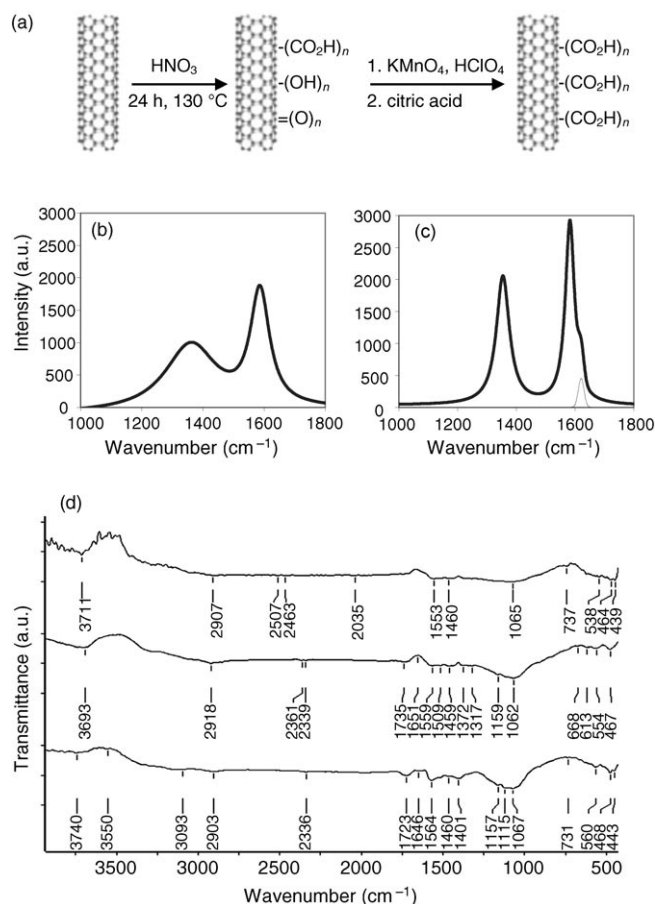 (a)
HNO3
24 h, 130 °C
-(CO2H)n
-(OH)n
=(O)n
1. KMnO4, HClO4
2. citric acid
-(CO2H)n
-(CO2H)n
-(CO2H)n
(b)
Intensity (a.u.)
3000
2500
2000
1500
1000
500
0
1000 1200 1400 1600 1800
Wavenumber (cm−1)
(c)
3000
2500
2000
1500
1000
500
0
1000 1200 1400 1600 1800
Wavenumber (cm−1)
(d)
Transmittance (a.u.)
3711 2907 2507 2463 2035 1553 1460 1065 737 538 464 439
3693 2918 2361 2339 1735 1651 1559 1509 1459 1372 1317 1159 1062 668 613 554 467
3740 3550 3093 2903 2336 1723 1646 1564 1460 1401 1157 1115 1067 731 560 468 443
3500 3000 2500 2000 1500 1000 500
Wavenumber (cm−1)